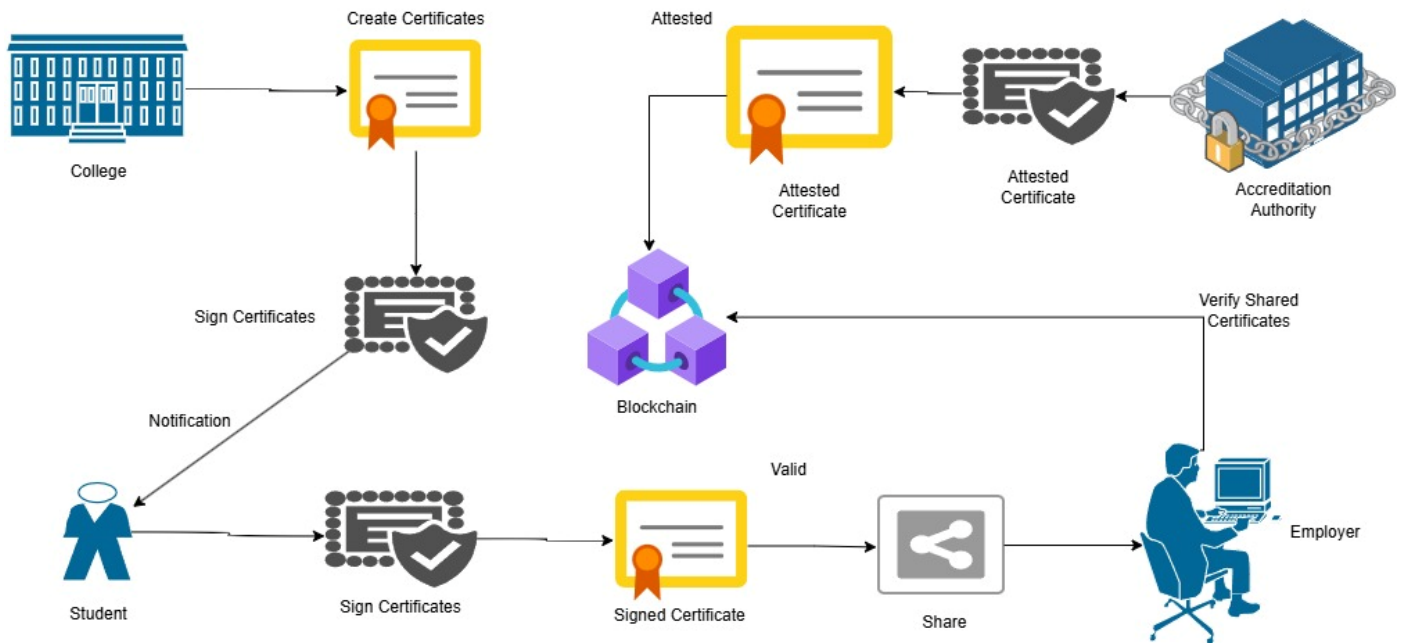 Create Certificates
Attested
College
Attested
Certificate
Attested
Certificate
Accreditation
Authority
Sign Certificates
Verify Shared
Certificates
Blockchain
Notification
Valid
Employer
Student
Sign Certificates
Signed Certificate
Share